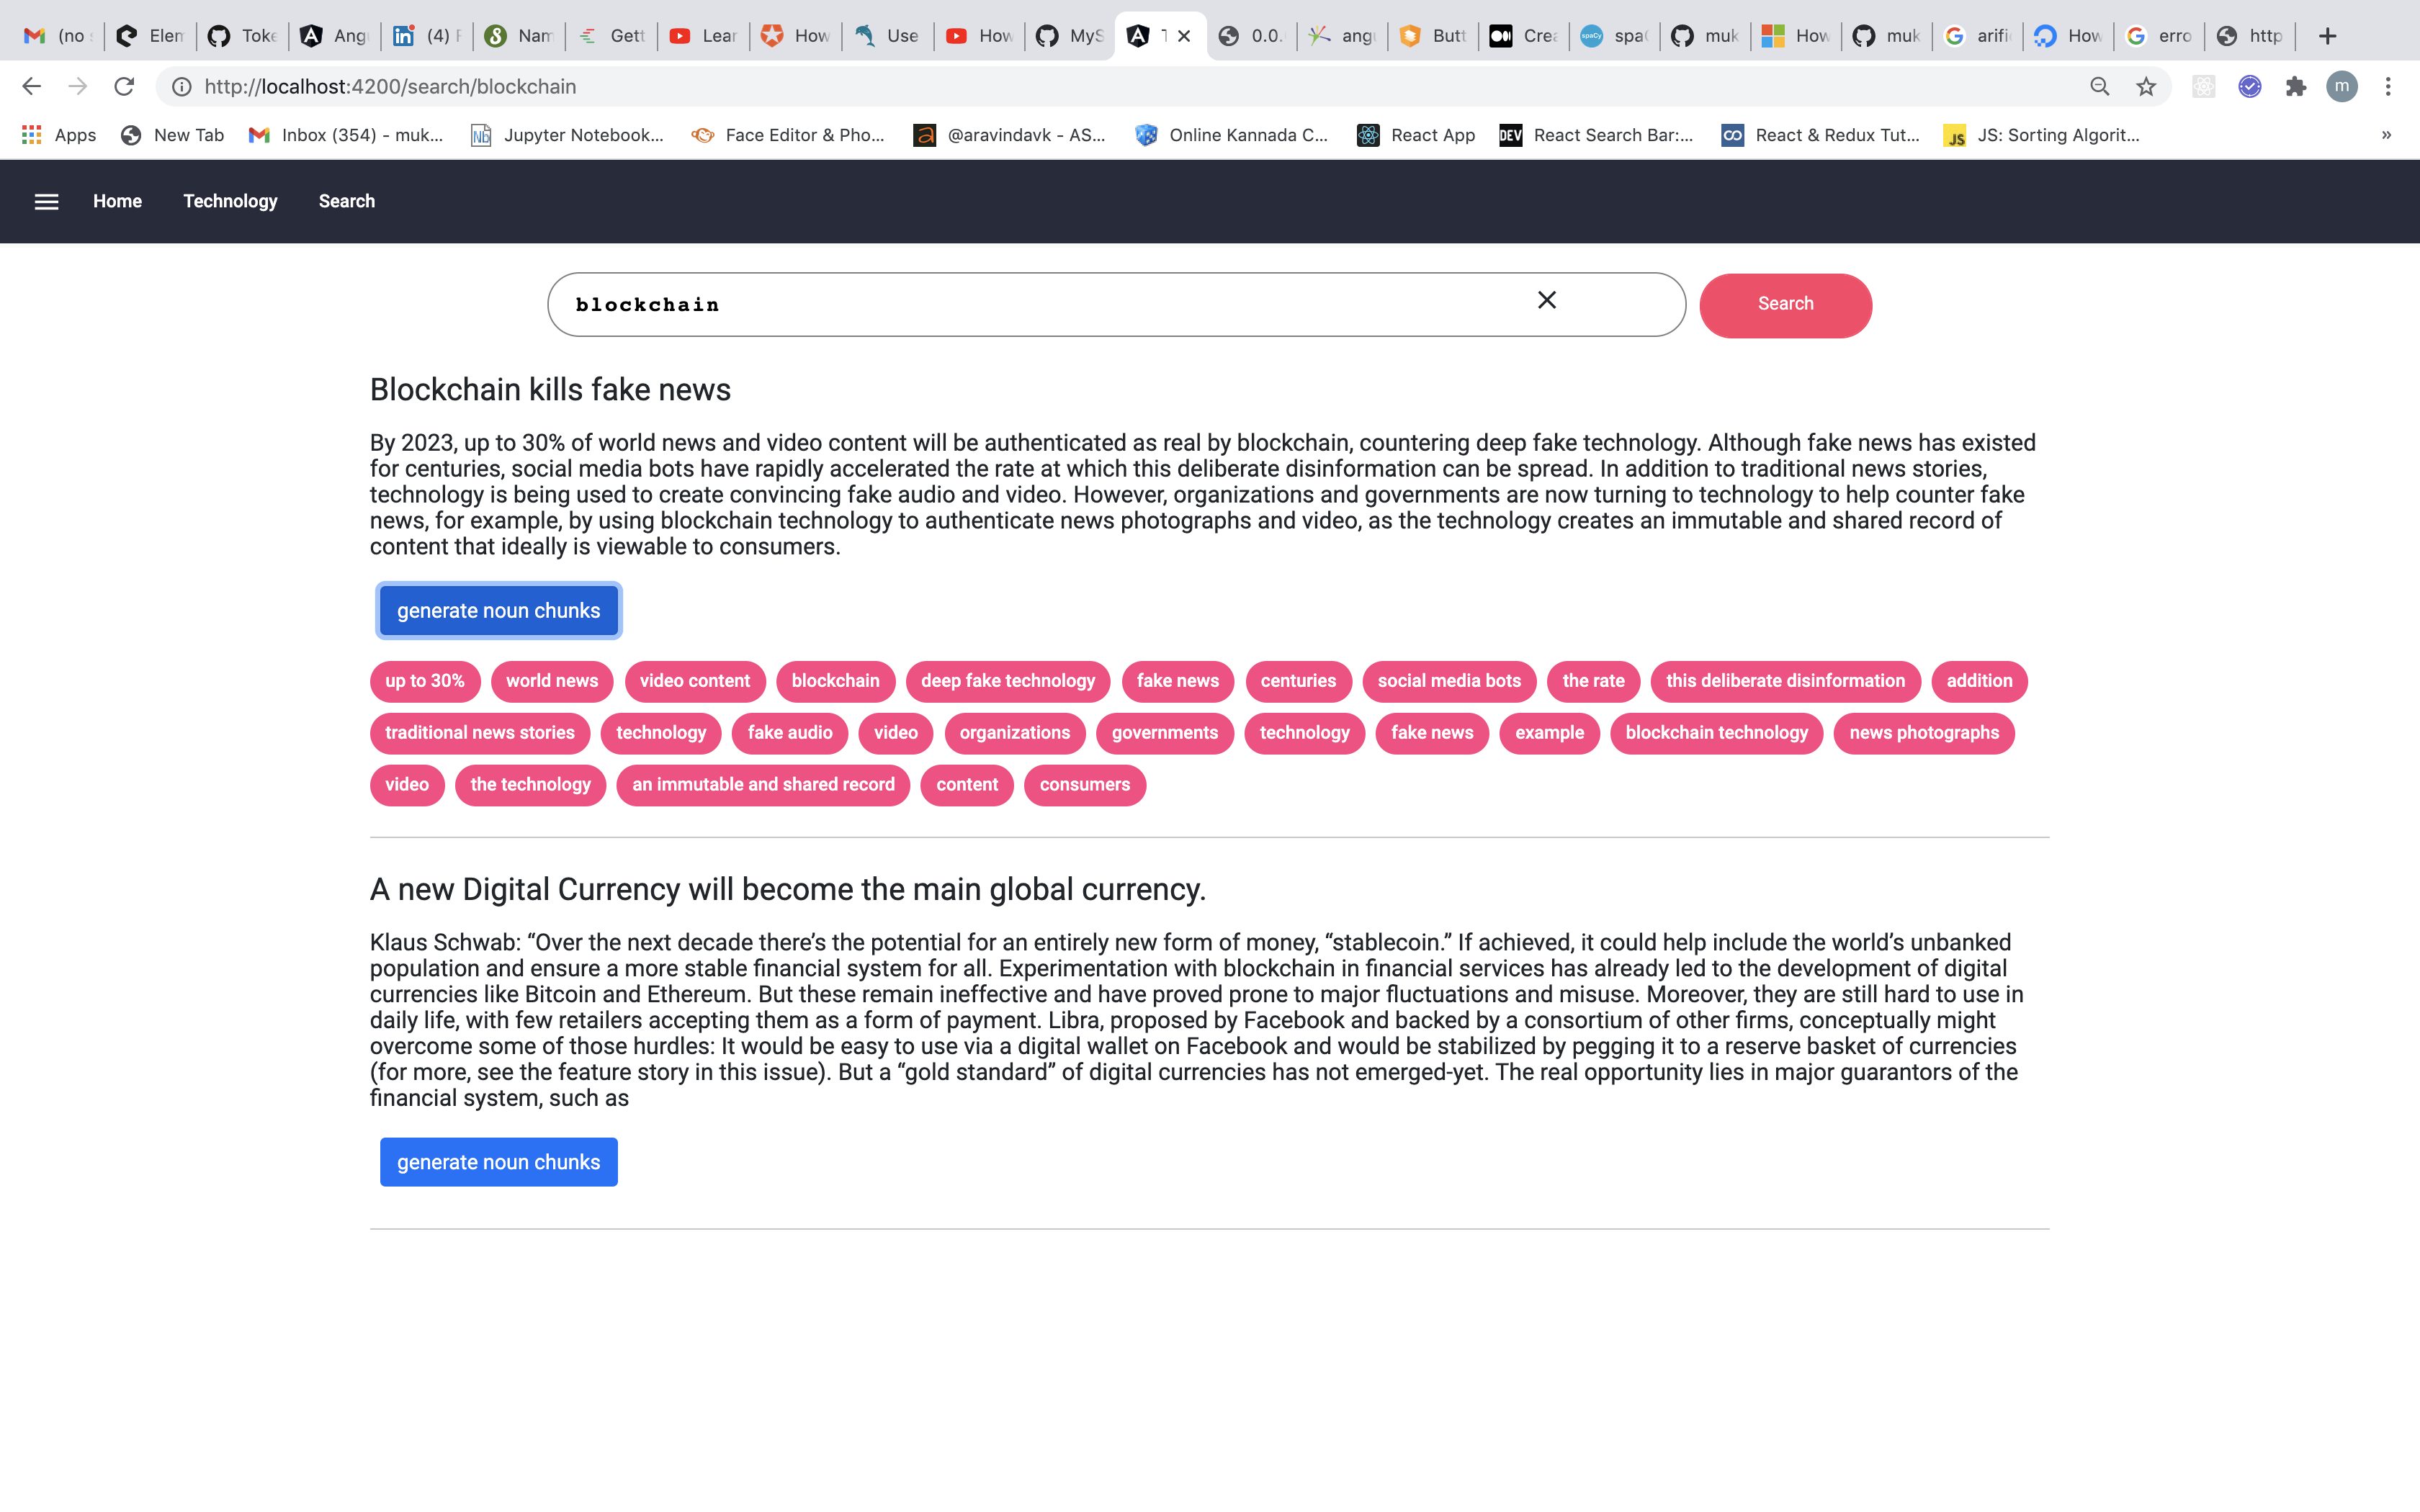 (no Elem Toke Ang (4) F Nam Gett Lear How Use How MyS T 0.0. angu Butt Crea spaC muk How muk arifi How erro http
http://localhost:4200/search/blockchain m
Apps New Tab Inbox (354) - muk... Jupyter Notebook... Face Editor & Pho... @aravindavk - AS... Online Kannada C... React App React Search Bar:... React & Redux Tut... JS: Sorting Algorit... »
Home Technology Search
blockchain Search
Blockchain kills fake news
By 2023, up to 30% of world news and video content will be authenticated as real by blockchain, countering deep fake technology. Although fake news has existed
for centuries, social media bots have rapidly accelerated the rate at which this deliberate disinformation can be spread. In addition to traditional news stories,
technology is being used to create convincing fake audio and video. However, organizations and governments are now turning to technology to help counter fake
news, for example, by using blockchain technology to authenticate news photographs and video, as the technology creates an immutable and shared record of
content that ideally is viewable to consumers.
generate noun chunks
up to 30% world news video content blockchain deep fake technology fake news centuries social media bots the rate this deliberate disinformation addition
traditional news stories technology fake audio video organizations governments technology fake news example blockchain technology news photographs
video the technology an immutable and shared record content consumers
A new Digital Currency will become the main global currency.
Klaus Schwab: “Over the next decade there’s the potential for an entirely new form of money, “stablecoin.” If achieved, it could help include the world’s unbanked
population and ensure a more stable financial system for all. Experimentation with blockchain in financial services has already led to the development of digital
currencies like Bitcoin and Ethereum. But these remain ineffective and have proved prone to major fluctuations and misuse. Moreover, they are still hard to use in
daily life, with few retailers accepting them as a form of payment. Libra, proposed by Facebook and backed by a consortium of other firms, conceptually might
overcome some of those hurdles: It would be easy to use via a digital wallet on Facebook and would be stabilized by pegging it to a reserve basket of currencies
(for more, see the feature story in this issue). But a “gold standard” of digital currencies has not emerged-yet. The real opportunity lies in major guarantors of the
financial system, such as
generate noun chunks